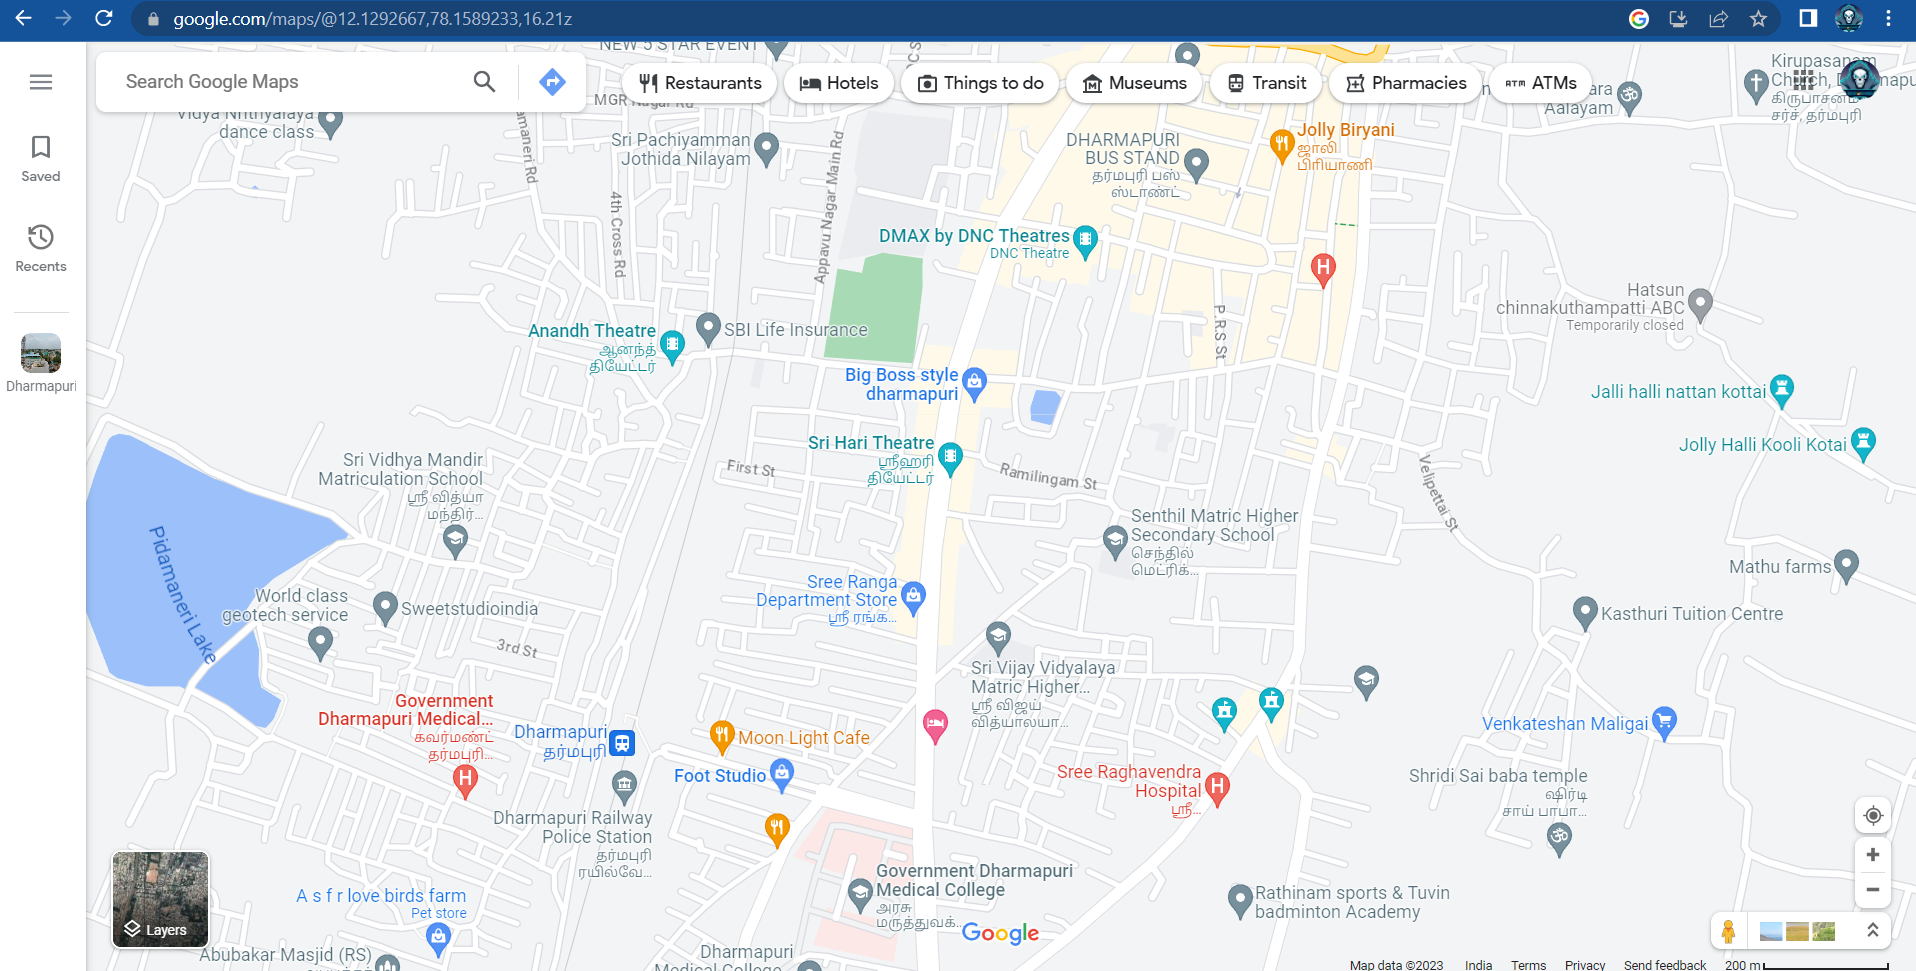 google.com/maps/@12.1292667,78.1589233,16.21z
NEW 5 STAR EVENT
Search Google Maps
Restaurants
Hotels
Things to do
Museums
Transit
Pharmacies
ATMs
MGR Nagar Rd
Kirupasanam
Church, D
கிருபாசனம்
சர்ச், தர்மபுரி
Aalayam
Vidya Nrithyalaya
dance class
Sri Pachiyamman
Jothida Nilayam
Appavu Nagar Main Rd
4th Cross Rd
DHARMAPURI
BUS STAND
தர்மபுரி பஸ்
ஸ்டாண்ட்
Jolly Biryani
ஜாலி
பிரியாணி
Saved
Recents
Dharmapuri
DMAX by DNC Theatres
DNC Theatre
P.R.S St
Hatsun
chinnakuthampatti ABC
Temporarily closed
Anandh Theatre
ஆனந்த்
தியேட்டர்
SBI Life Insurance
Big Boss style
dharmapuri
Jalli halli nattan kottai
Jolly Halli Kooli Kotai
Sri Hari Theatre
ஸ்ரீஹரி
தியேட்டர்
First St
Ramilingam St
Velipettai St
Sri Vidhya Mandir
Matriculation School
ஸ்ரீ வித்யா
மந்திர்...
Pidamaneri Lake
Senthil Matric Higher
Secondary School
செந்தில்
மெட்ரிக்...
Mathu farms
World class
geotech service
Sweetstudioindia
Sree Ranga
Department Store
ஸ்ரீ ரங்க...
Kasthuri Tuition Centre
3rd St
Sri Vijay Vidyalaya
Matric Higher...
ஸ்ரீ விஜய்
வித்யாலயா...
Government
Dharmapuri Medical...
கவர்மண்ட்
தர்மபுரி...
Dharmapuri
தர்மபுரி
Moon Light Cafe
Foot Studio
Venkateshan Maligai
Sree Raghavendra
Hospital
ஸ்ரீ...
Shridi Sai baba temple
ஷிர்டி
சாய் பாபா...
Dharmapuri Railway
Police Station
தர்மபுரி
ரயில்வே...
Government Dharmapuri
Medical College
அரசு
மருத்துவக்...
Rathinam sports & Tuvin
badminton Academy
A s f r love birds farm
Pet store
Layers
Google
Abubakar Masjid (RS)
Dharmapuri
Medical College
Map data ©2023 India Terms Privacy Send feedback 200 m